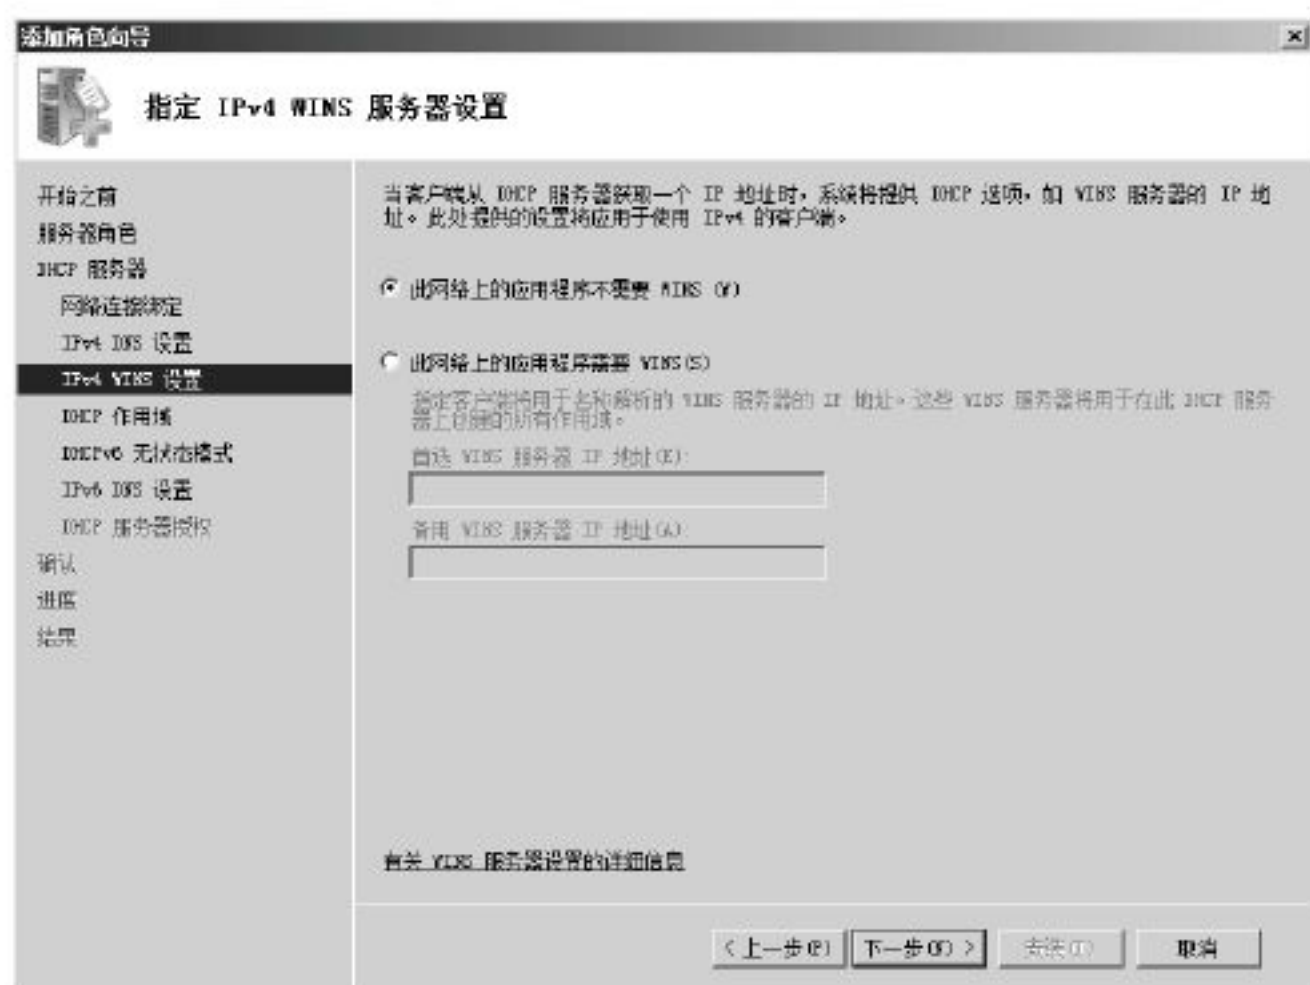 添加角色向导
指定 IPv4 WINS 服务器设置
开始之前
服务器角色
DHCP 服务器
网络连接绑定
IPv4 DNS 设置
IPv4 WINS 设置
DHCP 作用域
DHCPv6 无状态模式
IPv6 DNS 设置
DHCP 服务器授权
确认
进度
结果
当客户端从 DHCP 服务器获取一个 IP 地址时，系统将提供 DHCP 选项，如 WINS 服务器的 IP 地
址。此处提供的设置将应用于使用 IPv4 的客户端。
此网络上的应用程序不需要 WINS (W)
此网络上的应用程序需要 WINS(S)
指定客户端将用于名称解析的 WINS 服务器的 IP 地址。这些 WINS 服务器将用于在此 DHCP 服务
器上创建的所有作用域。
首选 WINS 服务器 IP 地址(E):
备用 WINS 服务器 IP 地址(A):
有关 WINS 服务器设置的详细信息
< 上一步(P)
下一步(N) >
安装(I)
取消